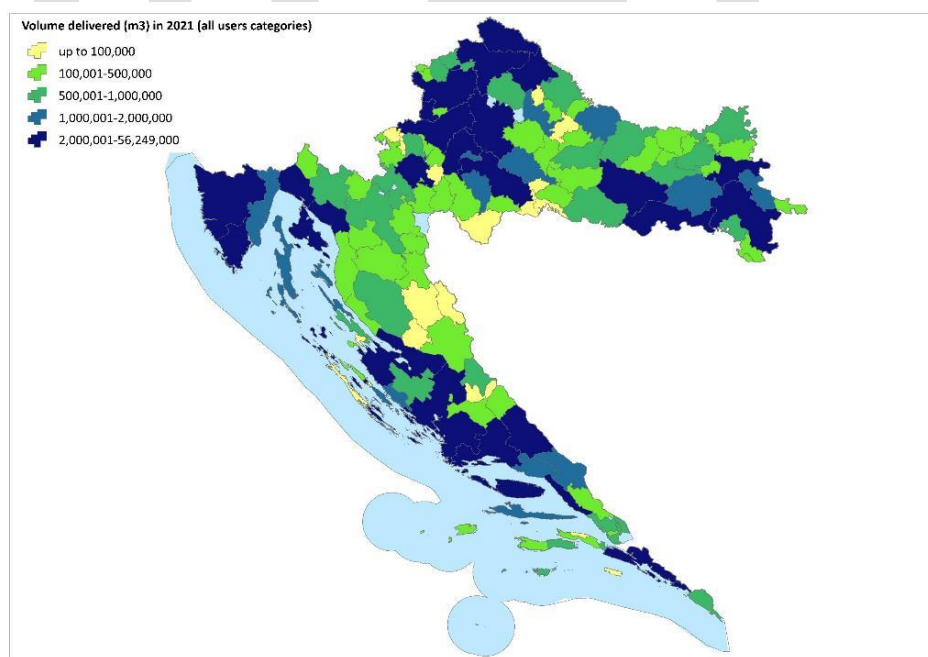 Volume delivered (m3) in 2021 (all users categories)
up to 100,000
100,001-500,000
500,001-1,000,000
1,000,001-2,000,000
2,000,001-56,249,000